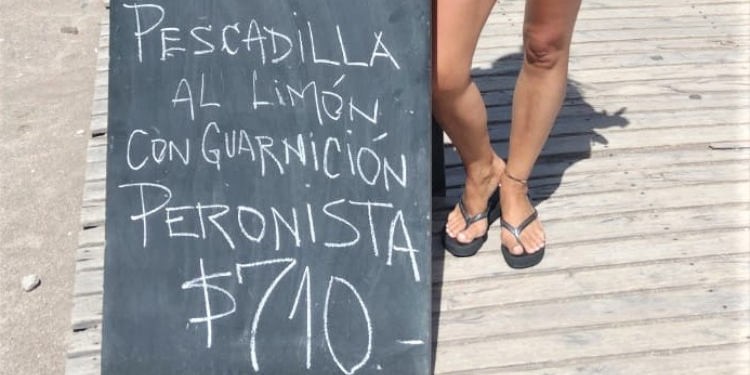 PESCADILLA
AL LIMÓN
CON GUARNICIÓN
PERONISTA
$710.-